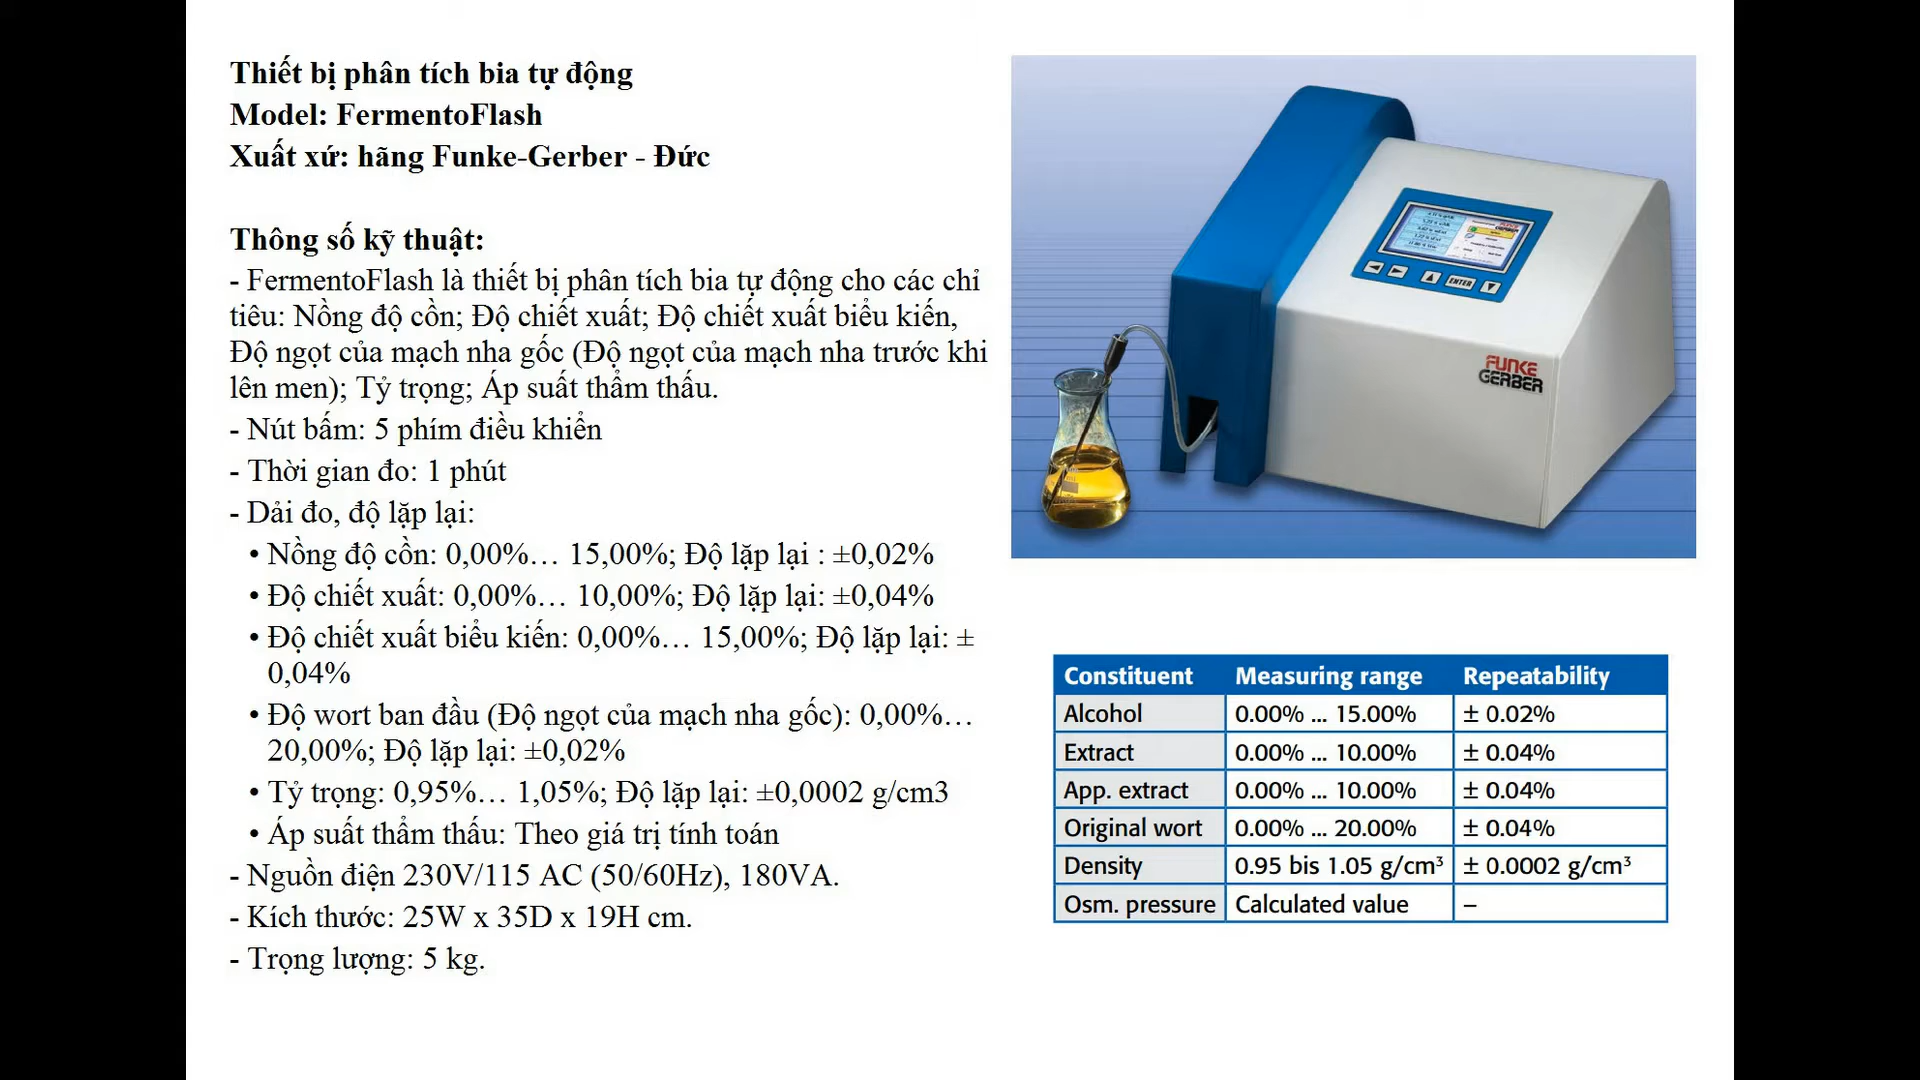 Thiết bị phân tích bia tự động
Model: FermentoFlash
Xuất xứ: hãng Funke-Gerber - Đức
Thông số kỹ thuật:
- FermentoFlash là thiết bị phân tích bia tự động cho các chỉ
tiêu: Nồng độ cồn; Độ chiết xuất; Độ chiết xuất biểu kiến,
Độ ngọt của mạch nha gốc (Độ ngọt của mạch nha trước khi
lên men); Tỷ trọng; Áp suất thẩm thấu.
- Nút bấm: 5 phím điều khiển
- Thời gian đo: 1 phút
- Dải đo, độ lặp lại:
• Nồng độ cồn: 0,00%… 15,00%; Độ lặp lại : ±0,02%
• Độ chiết xuất: 0,00%… 10,00%; Độ lặp lại: ±0,04%
• Độ chiết xuất biểu kiến: 0,00%… 15,00%; Độ lặp lại: ±
0,04%
• Độ wort ban đầu (Độ ngọt của mạch nha gốc): 0,00%…
20,00%; Độ lặp lại: ±0,02%
• Tỷ trọng: 0,95%… 1,05%; Độ lặp lại: ±0,0002 g/cm3
• Áp suất thẩm thấu: Theo giá trị tính toán
- Nguồn điện 230V/115 AC (50/60Hz), 180VA.
- Kích thước: 25W x 35D x 19H cm.
- Trọng lượng: 5 kg.
ENTER
FUNKE
GERBER
Constituent Measuring range Repeatability
Alcohol 0.00% ... 15.00% ± 0.02%
Extract 0.00% ... 10.00% ± 0.04%
App. extract 0.00% ... 10.00% ± 0.04%
Original wort 0.00% ... 20.00% ± 0.04%
Density 0.95 bis 1.05 g/cm³ ± 0.0002 g/cm³
Osm. pressure Calculated value –